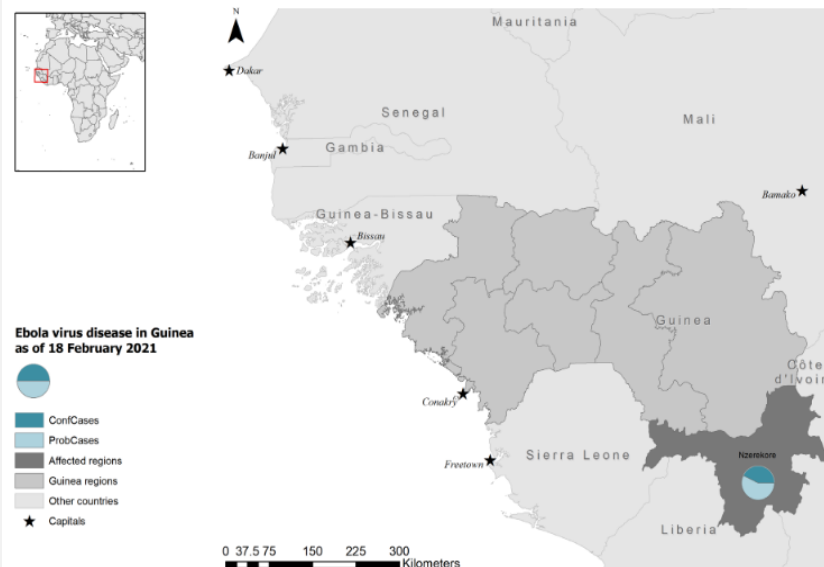 N
Mauritania
Dakar
Senegal
Mali
Gambia
Banjul
Bamako
Guinea-Bissau
Bissau
Ebola virus disease in Guinea
as of 18 February 2021
Guinea
Côte
d'Ivoir
Conakry
ConfCases
ProbCases
Affected regions
Guinea regions
Other countries
Capitals
Sierra Leone
Nzerekore
Freetown
Liberia
0 37.5 75 150 225 300
Kilometers